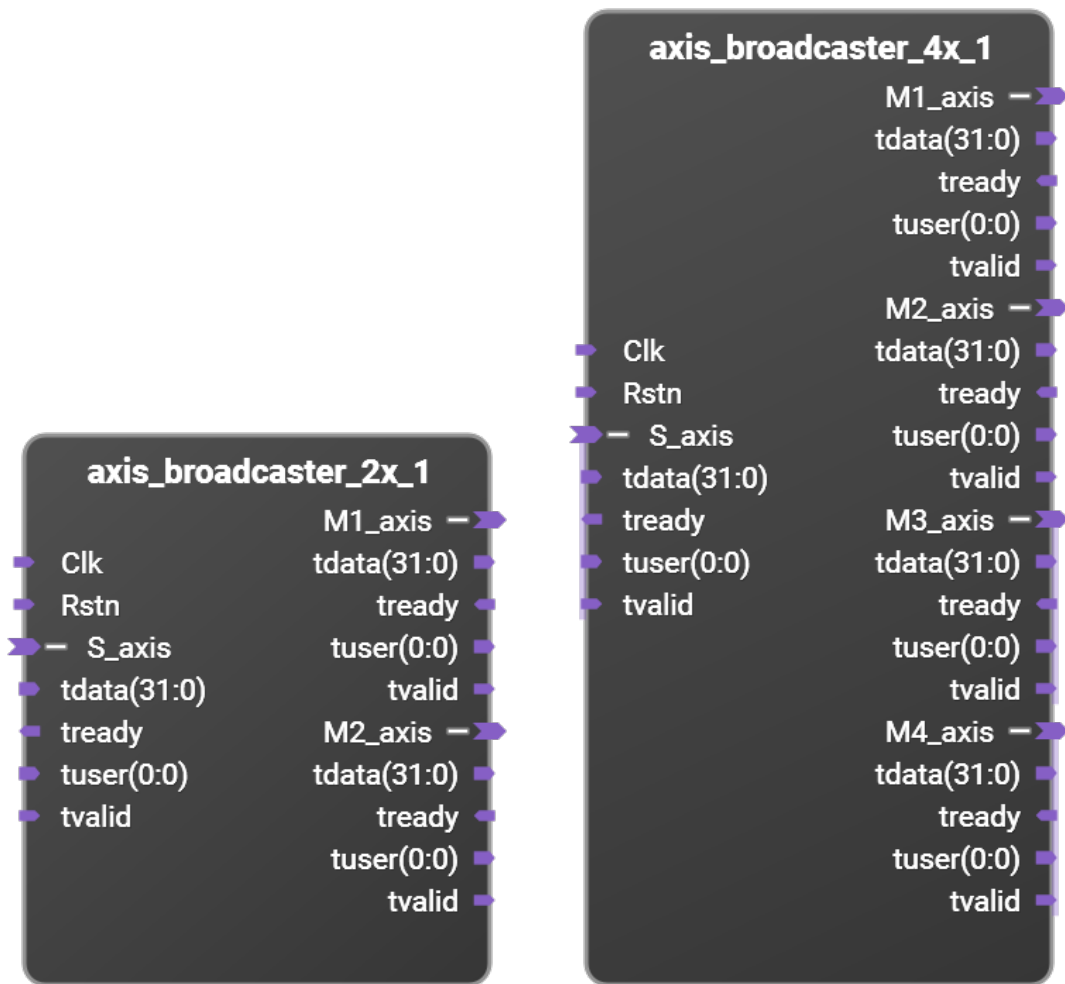 axis_broadcaster_2x_1
Clk
Rstn
S_axis
tdata(31:0)
tready
tuser(0:0)
tvalid
M1_axis
tdata(31:0)
tready
tuser(0:0)
tvalid
M2_axis
tdata(31:0)
tready
tuser(0:0)
tvalid
axis_broadcaster_4x_1
Clk
Rstn
S_axis
tdata(31:0)
tready
tuser(0:0)
tvalid
M1_axis
tdata(31:0)
tready
tuser(0:0)
tvalid
M2_axis
tdata(31:0)
tready
tuser(0:0)
tvalid
M3_axis
tdata(31:0)
tready
tuser(0:0)
tvalid
M4_axis
tdata(31:0)
tready
tuser(0:0)
tvalid